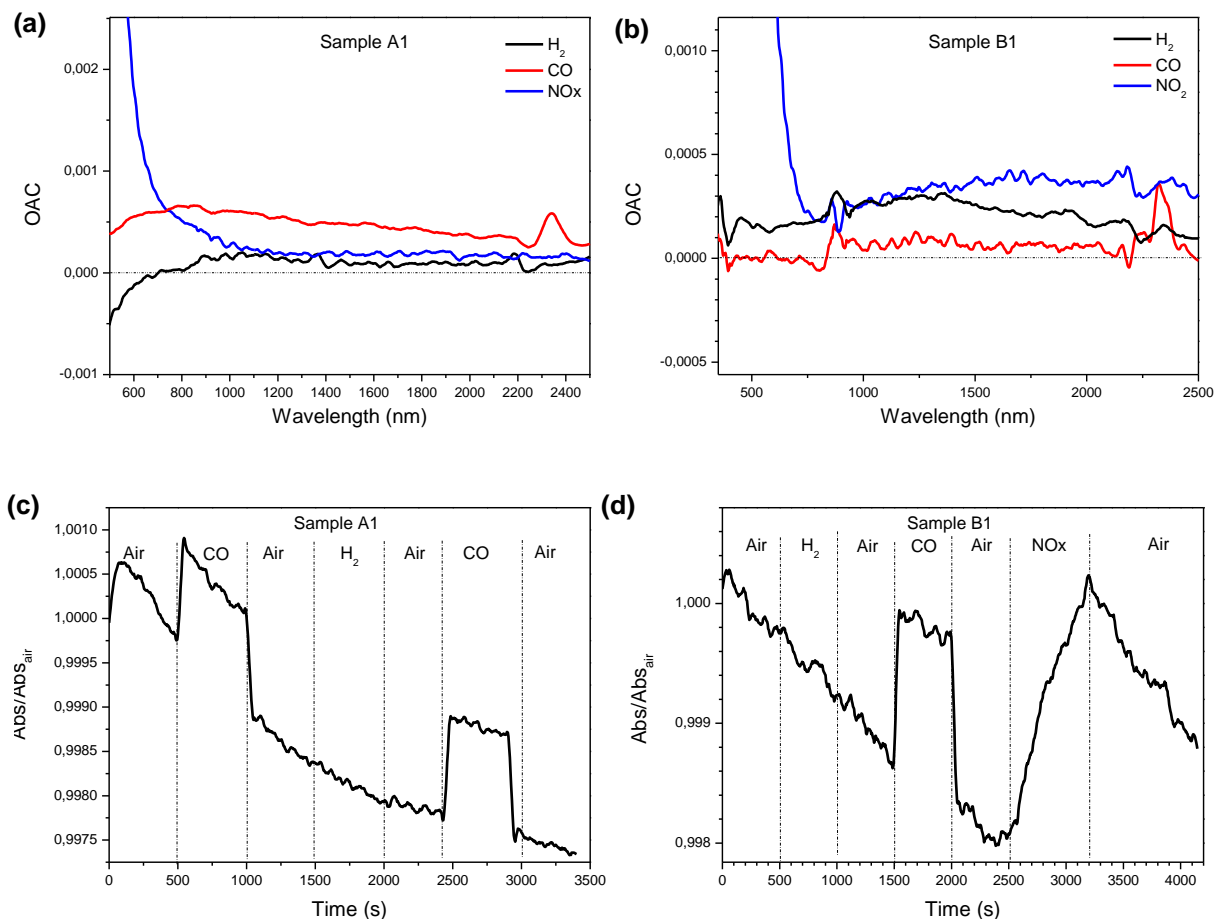 (a)
Sample A1
H₂
CO
NOx
0,002
0,001
0,000
-0,001
OAC
600 800 1000 1200 1400 1600 1800 2000 2200 2400
Wavelength (nm)
(b)
Sample B1
H₂
CO
NO₂
0,0010
0,0005
0,0000
-0,0005
OAC
500 1000 1500 2000 2500
Wavelength (nm)
(c)
Sample A1
Air CO Air H₂ Air CO Air
1,0010
1,0005
1,0000
0,9995
0,9990
0,9985
0,9980
0,9975
Abs/Absair
0 500 1000 1500 2000 2500 3000 3500
Time (s)
(d)
Sample B1
Air H₂ Air CO Air NOx Air
1,000
0,999
0,998
Abs/Absair
0 500 1000 1500 2000 2500 3000 3500 4000
Time (s)